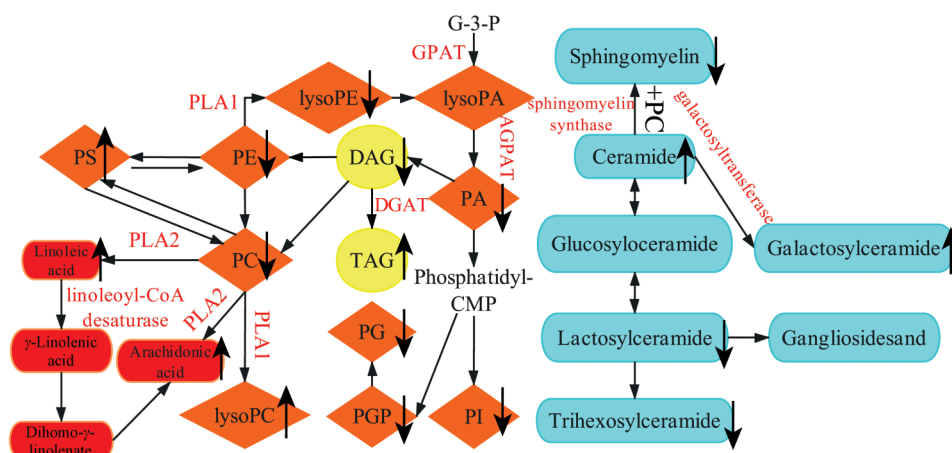 G-3-P
GPAT
PLA1
lysoPE
lysoPA
AGPAT
PS
PE
DAG
DGAT
PA
PLA2
PC
TAG
Linoleic
acid
linoleoyl-CoA
desaturase
PLA2
PLA1
Phosphatidyl-
CMP
γ-Linolenic
acid
Arachidonic
acid
PG
Dihomo-γ-
linolenate
lysoPC
PGP
PI
Sphingomyelin
sphingomyelin
synthase
+PC
galactosyltransferase
Ceramide
Glucosyloceramide
Galactosylceramide
Lactosylceramide
Gangliosidesand
Trihexosylceramide